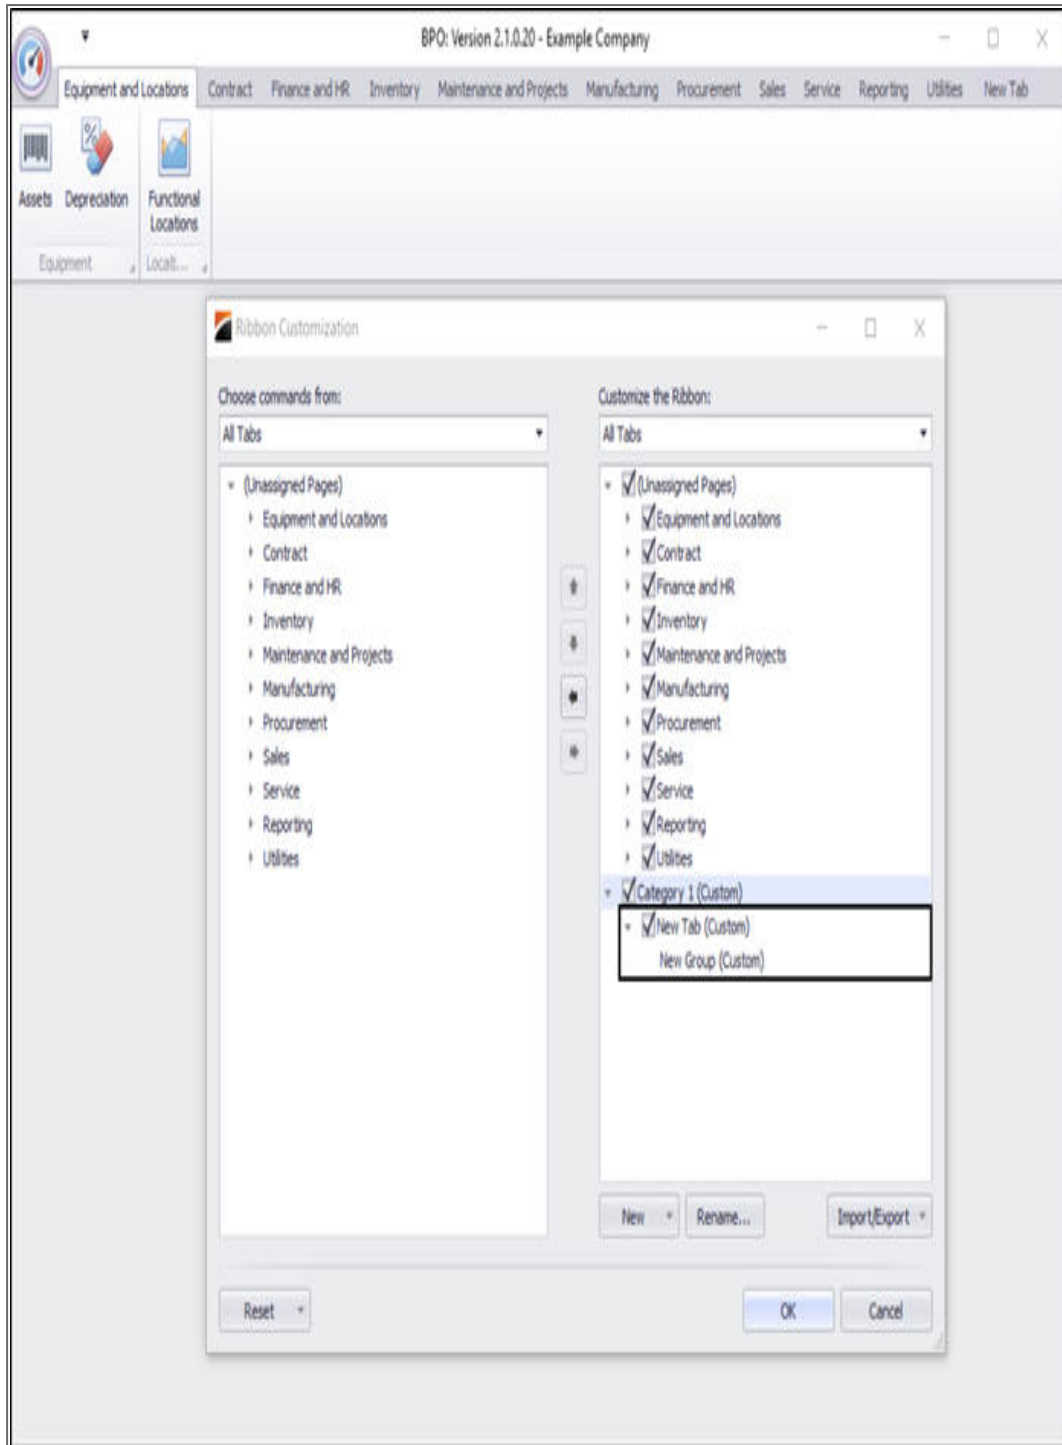 BPO: Version 2.1.0.20 - Example Company
Equipment and Locations Contract Finance and HR Inventory Maintenance and Projects Manufacturing Procurement Sales Service Reporting Utilities New Tab
Assets Depreciation Functional Locations
Equipment Locati...
Ribbon Customization
Choose commands from:
All Tabs
(Unassigned Pages)
Equipment and Locations
Contract
Finance and HR
Inventory
Maintenance and Projects
Manufacturing
Procurement
Sales
Service
Reporting
Utilities
Customize the Ribbon:
All Tabs
(Unassigned Pages)
Equipment and Locations
Contract
Finance and HR
Inventory
Maintenance and Projects
Manufacturing
Procurement
Sales
Service
Reporting
Utilities
Category 1 (Custom)
New Tab (Custom)
New Group (Custom)
New Rename... Import/Export
Reset OK Cancel